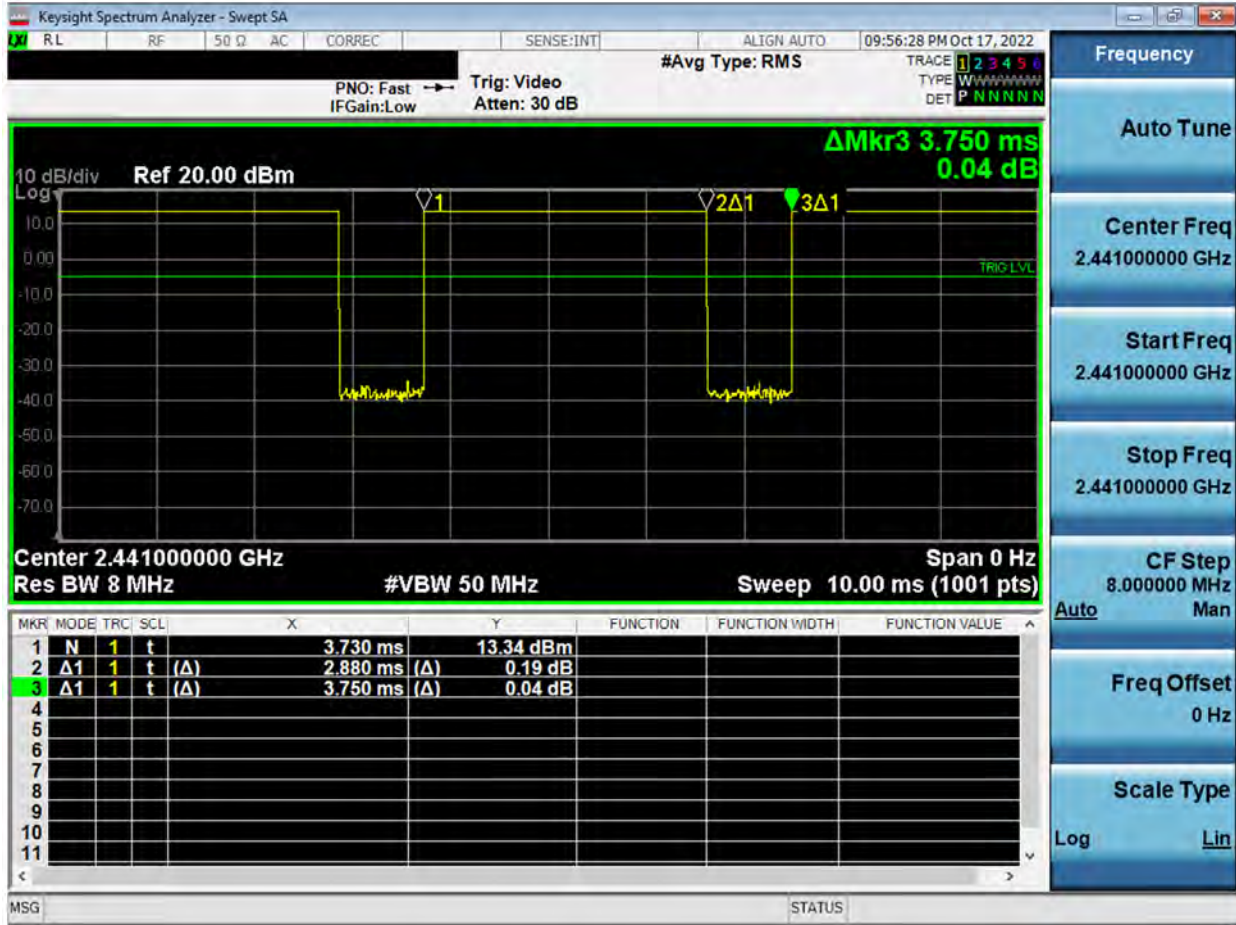 Keysight Spectrum Analyzer - Swept SA
LXI RL RF 50 Ω AC CORREC SENSE:INT ALIGN AUTO 09:56:28 PM Oct 17, 2022
#Avg Type: RMS TRACE 1 2 3 4 5 6
PNO: Fast Trig: Video TYPE WWWWWW
IFGain:Low Atten: 30 dB DET P N N N N N
ΔMkr3 3.750 ms
0.04 dB
10 dB/div Ref 20.00 dBm
Log
1 2Δ1 3Δ1
10.0
0.00
TRIG LVL
-10.0
-20.0
-30.0
-40.0
-50.0
-60.0
-70.0
Center 2.441000000 GHz Span 0 Hz
Res BW 8 MHz #VBW 50 MHz Sweep 10.00 ms (1001 pts)
MKR MODE TRC SCL X Y FUNCTION FUNCTION WIDTH FUNCTION VALUE
1 N 1 t 3.730 ms 13.34 dBm
2 Δ1 1 t (Δ) 2.880 ms (Δ) 0.19 dB
3 Δ1 1 t (Δ) 3.750 ms (Δ) 0.04 dB
4
5
6
7
8
9
10
11
MSG STATUS
Frequency
Auto Tune
Center Freq
2.441000000 GHz
Start Freq
2.441000000 GHz
Stop Freq
2.441000000 GHz
CF Step
8.000000 MHz
Auto Man
Freq Offset
0 Hz
Scale Type
Log Lin